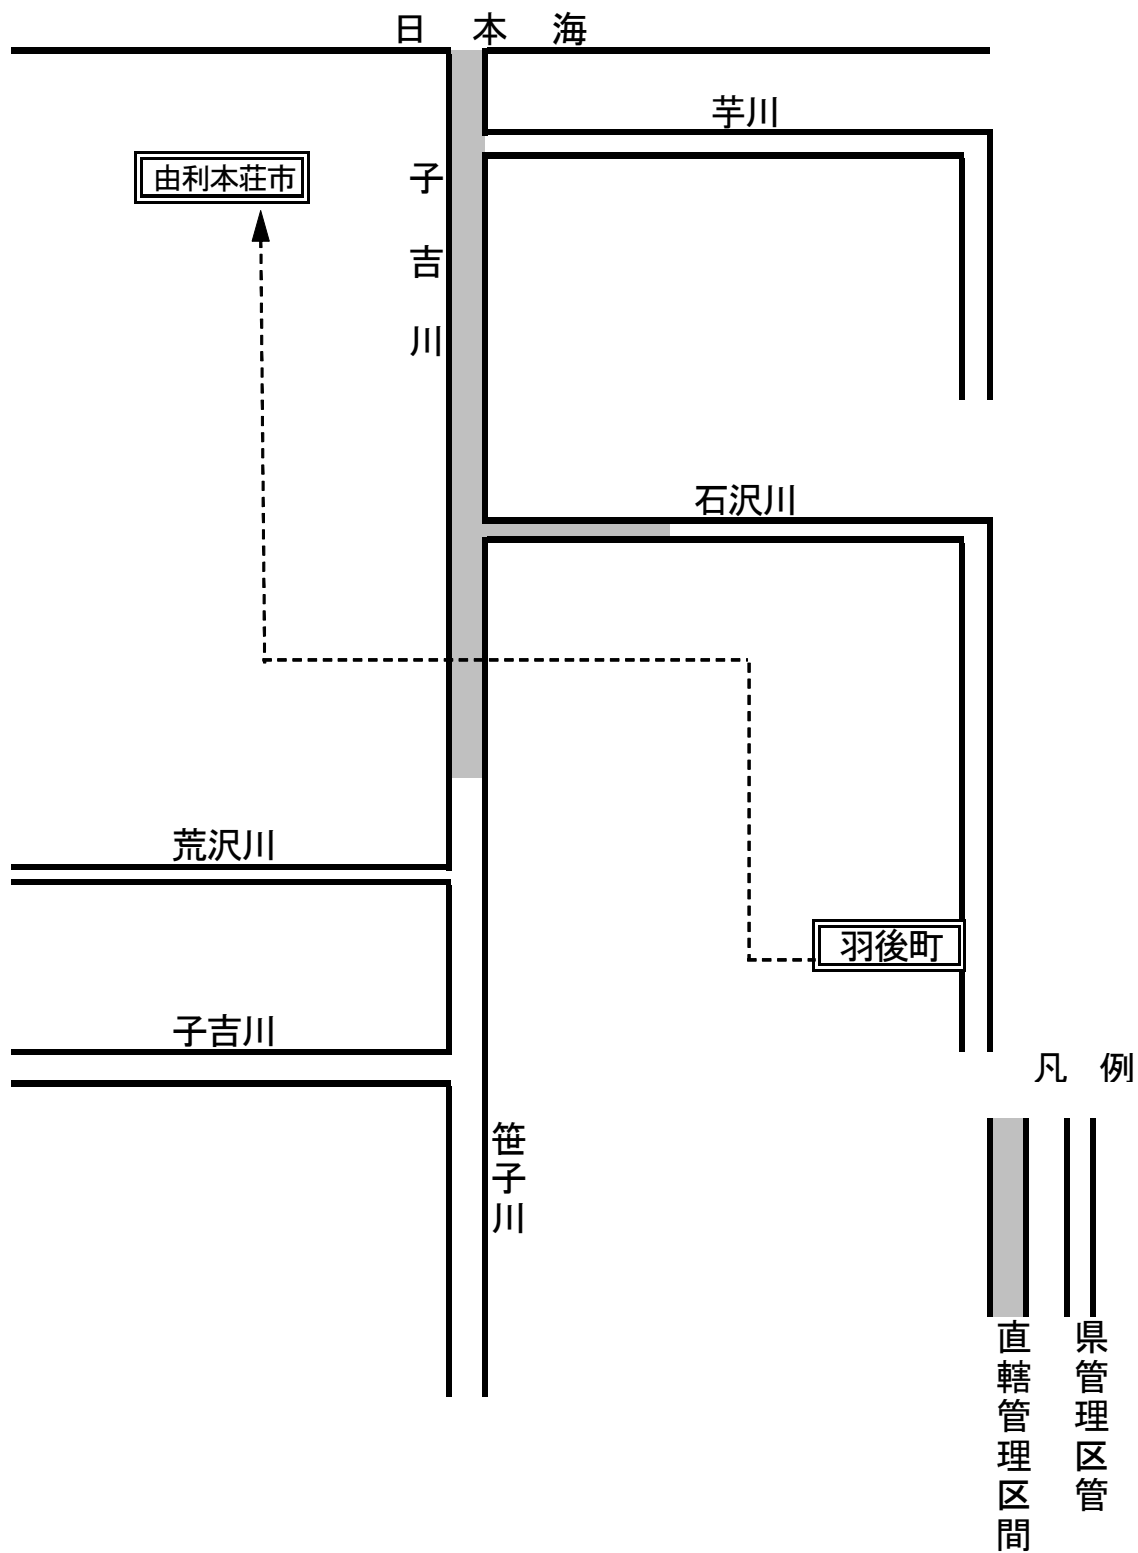 日 本 海
芋川
由利本荘市
子吉川
石沢川
荒沢川
羽後町
子吉川
凡 例
笹子川
直轄管理区間
県管理区管